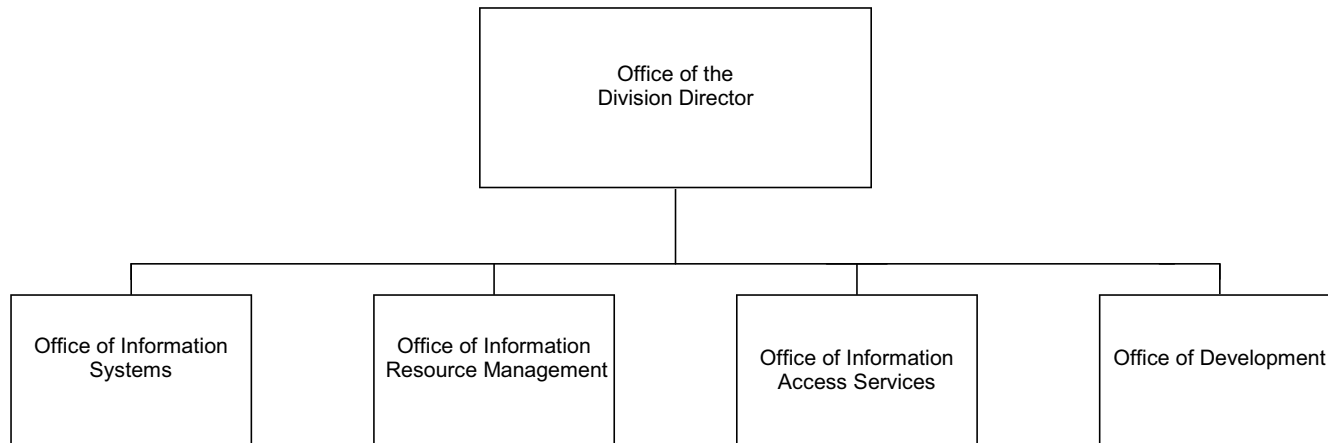 Office of the
Division Director
Office of Information
Systems
Office of Information
Resource Management
Office of Information
Access Services
Office of Development